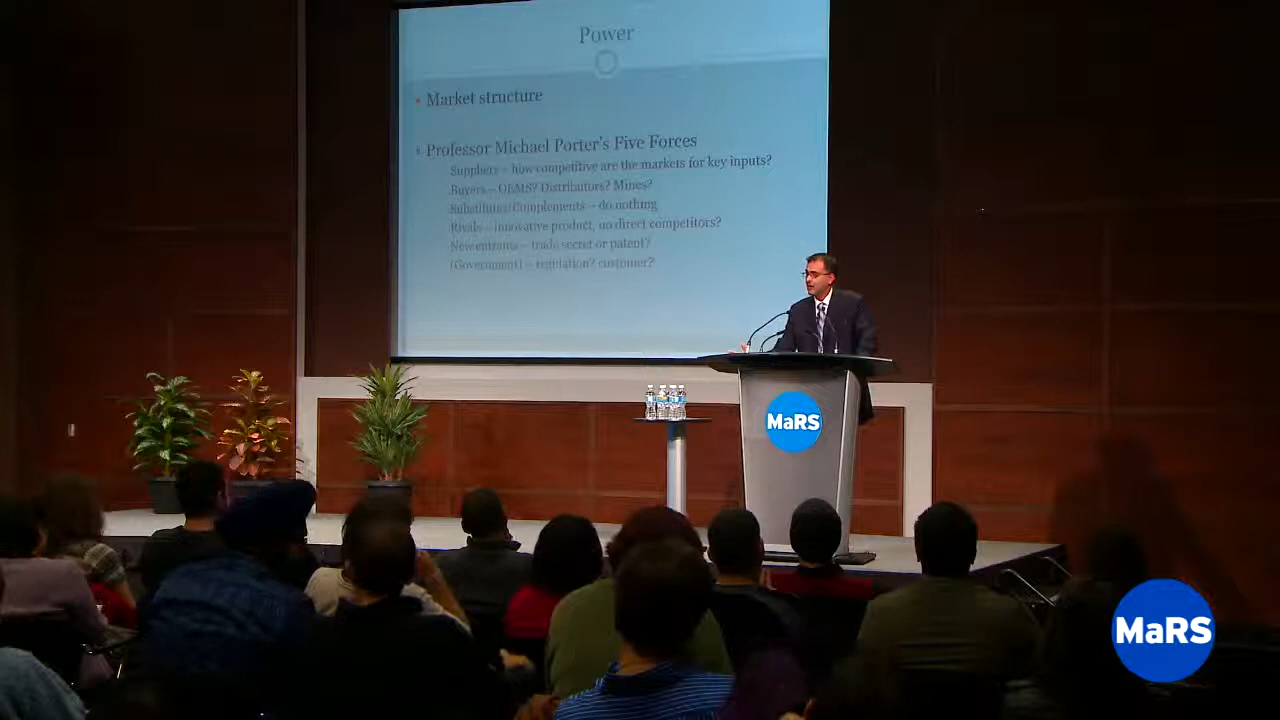 Power
Market structure
Professor Michael Porter's Five Forces
Suppliers – how competitive are the markets for key inputs?
Buyers – OEMS? Distributors? Mines?
Substitutes/Complements – do nothing
Rivals – innovative product, no direct competitors?
New entrants – trade secret or patent?
(Government) – regulation? customer?
MaRS
MaRS